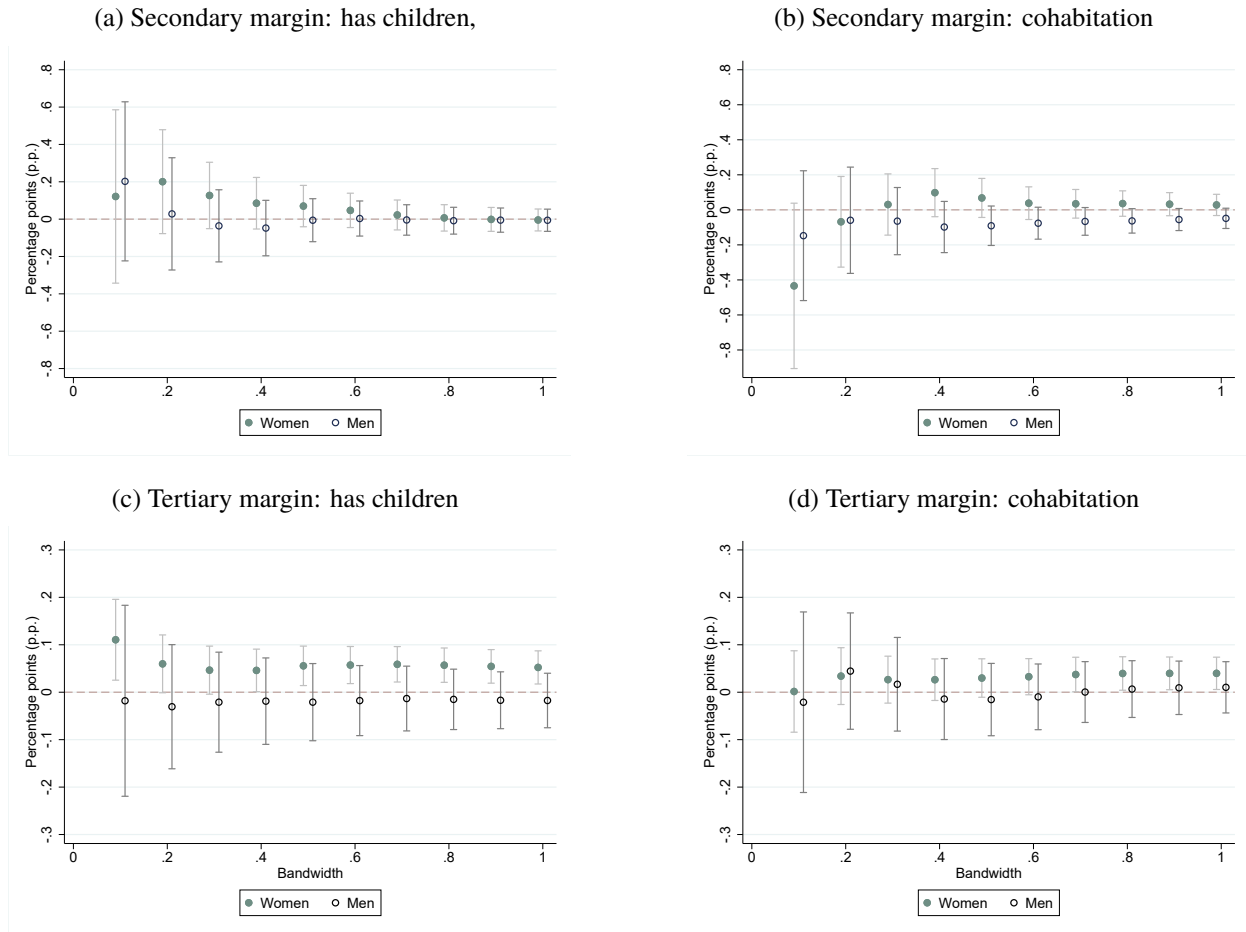 (a) Secondary margin: has children,
Percentage points (p.p.)
.8
.6
.4
.2
0
-.2
-.4
-.6
-.8
0 .2 .4 .6 .8 1
Women Men
(b) Secondary margin: cohabitation
Percentage points (p.p.)
.8
.6
.4
.2
0
-.2
-.4
-.6
-.8
0 .2 .4 .6 .8 1
Women Men
(c) Tertiary margin: has children
Percentage points (p.p.)
.3
.2
.1
0
-.1
-.2
-.3
0 .2 .4 .6 .8 1
Bandwidth
Women Men
(d) Tertiary margin: cohabitation
Percentage points (p.p.)
.3
.2
.1
0
-.1
-.2
-.3
0 .2 .4 .6 .8 1
Bandwidth
Women Men